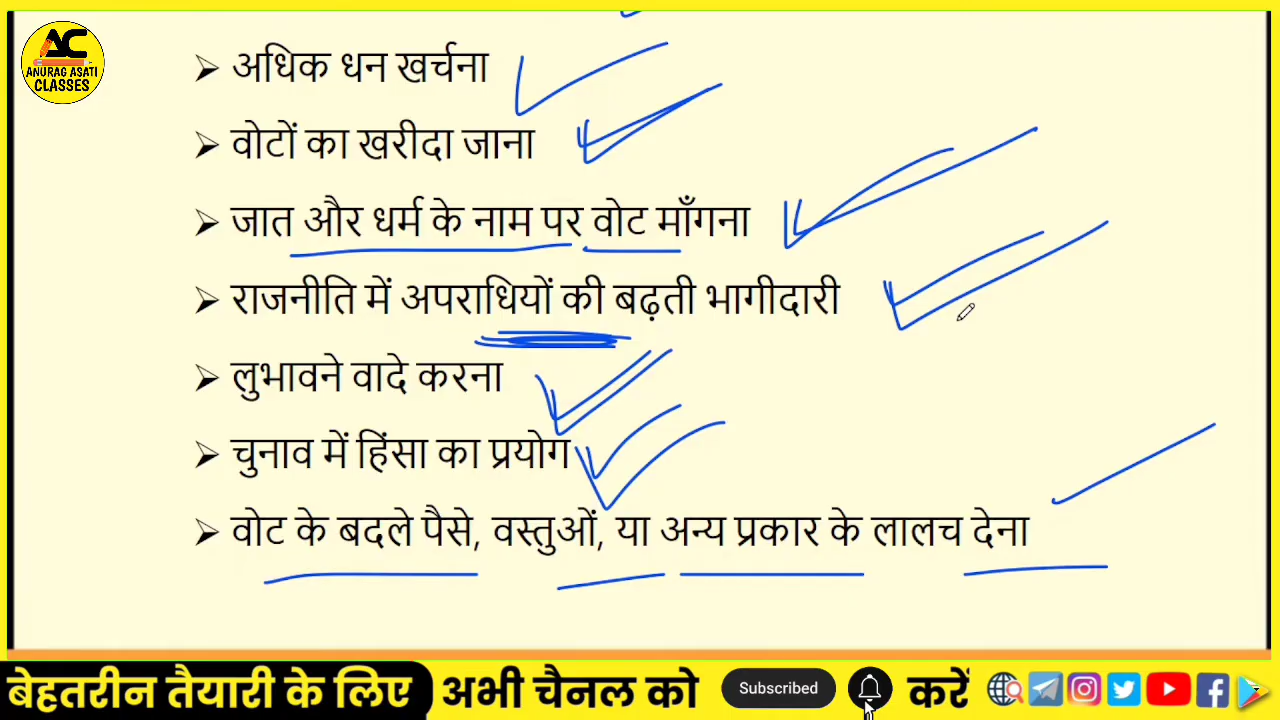 AC
ANURAG ASATI
CLASSES
➢ अधिक धन खर्चना
➢ वोटों का खरीदा जाना
➢ जात और धर्म के नाम पर वोट माँगना
➢ राजनीति में अपराधियों की बढ़ती भागीदारी
➢ लुभावने वादे करना
➢ चुनाव में हिंसा का प्रयोग
➢ वोट के बदले पैसे, वस्तुओं, या अन्य प्रकार के लालच देना
बेहतरीन तैयारी के लिए अभी चैनल को Subscribed करें